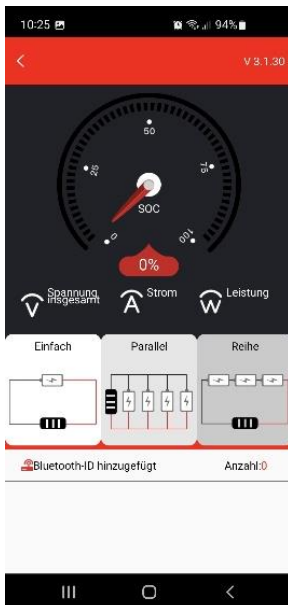 10:25 94%
V 3.1.30
50
25 75
0 100
SOC
0%
V Spannung insgesamt A Strom W Leistung
Einfach Parallel Reihe
Bluetooth-ID hinzugefügt Anzahl:0